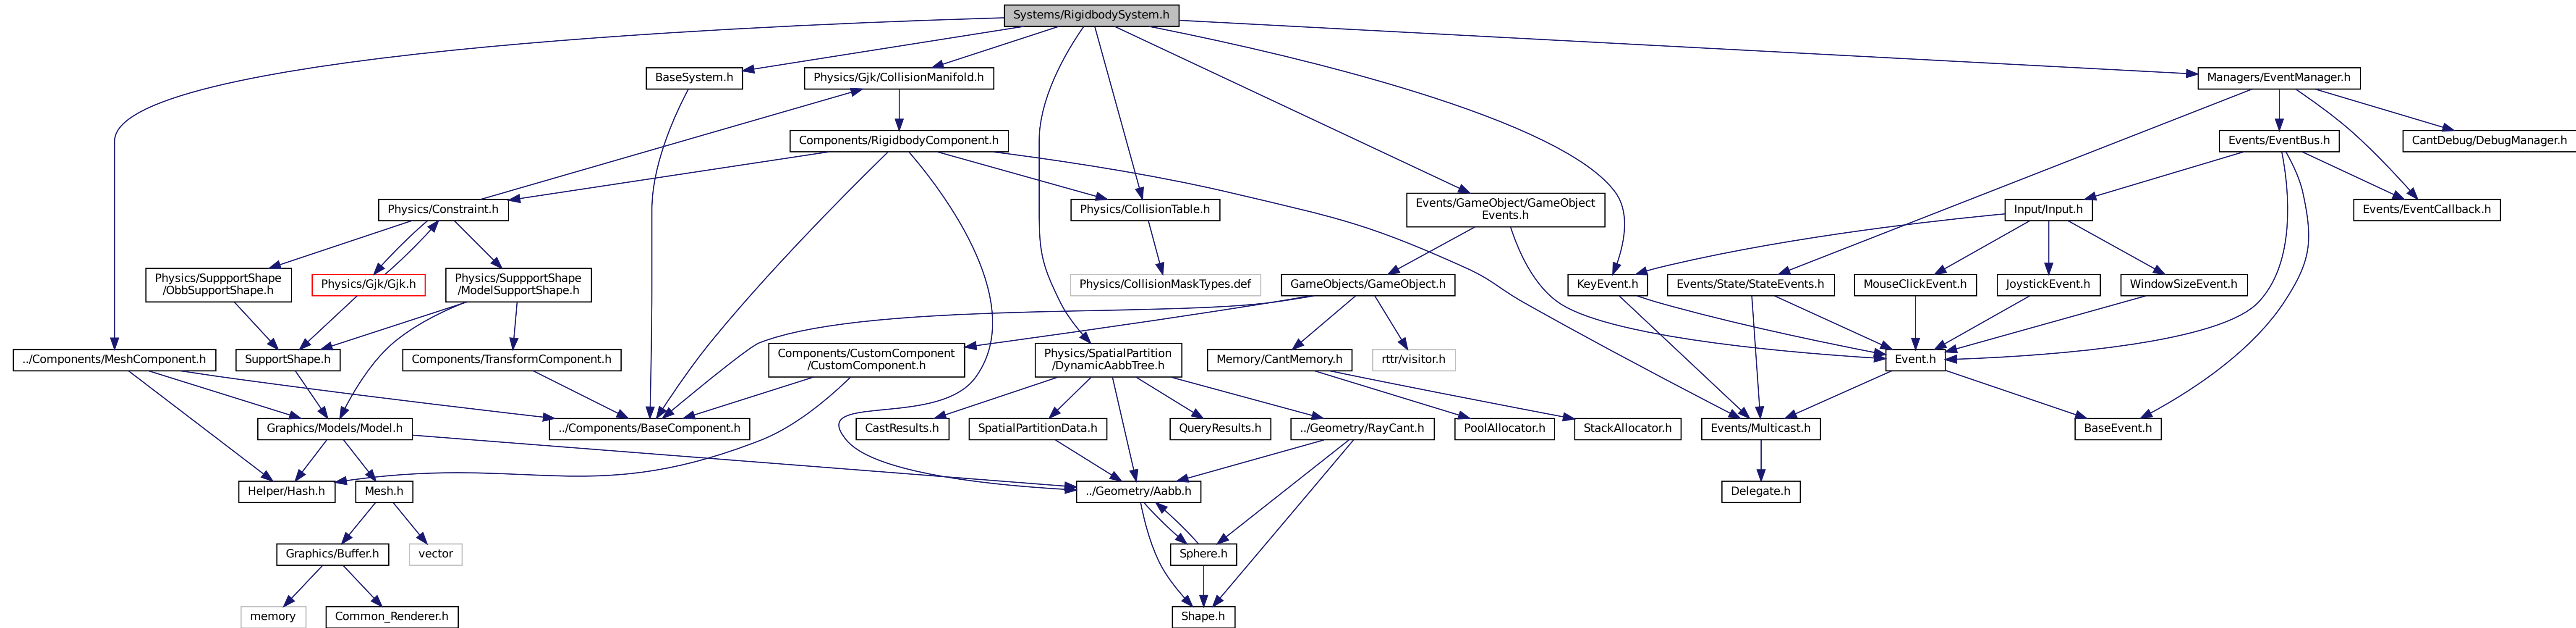 Systems/RigidbodySystem.h
BaseSystem.h
Physics/Gjk/CollisionManifold.h
Managers/EventManager.h
Components/RigidbodyComponent.h
Events/EventBus.h
CantDebug/DebugManager.h
Physics/Constraint.h
Physics/CollisionTable.h
Events/GameObject/GameObject
Events.h
Input/Input.h
Events/EventCallback.h
Physics/SuppportShape
/ObbSupportShape.h
Physics/Gjk/Gjk.h
Physics/SuppportShape
/ModelSupportShape.h
Physics/CollisionMaskTypes.def
GameObjects/GameObject.h
KeyEvent.h
Events/State/StateEvents.h
MouseClickEvent.h
JoystickEvent.h
WindowSizeEvent.h
../Components/MeshComponent.h
SupportShape.h
Components/TransformComponent.h
Components/CustomComponent
/CustomComponent.h
Physics/SpatialPartition
/DynamicAabbTree.h
Memory/CantMemory.h
rttr/visitor.h
Event.h
Graphics/Models/Model.h
../Components/BaseComponent.h
CastResults.h
SpatialPartitionData.h
QueryResults.h
../Geometry/RayCant.h
PoolAllocator.h
StackAllocator.h
Events/Multicast.h
BaseEvent.h
Helper/Hash.h
Mesh.h
../Geometry/Aabb.h
Delegate.h
Graphics/Buffer.h
vector
Sphere.h
memory
Common_Renderer.h
Shape.h